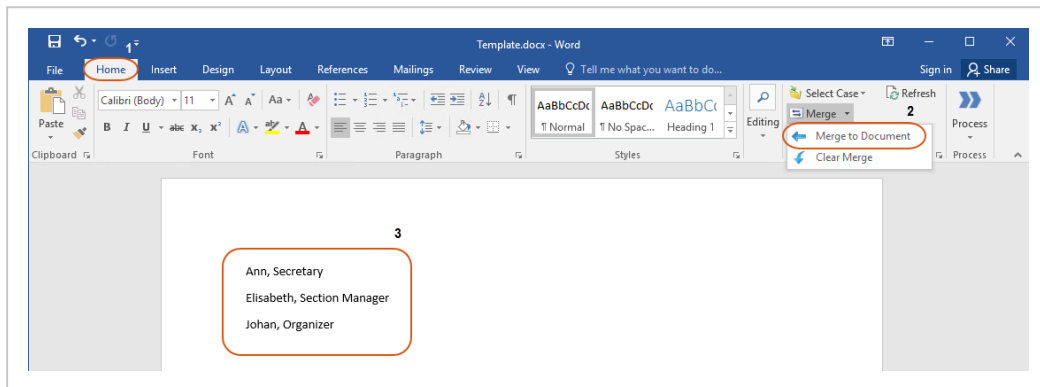 1
Template.docx - Word
File Home Insert Design Layout References Mailings Review View Tell me what you want to do... Sign in Share
Calibri (Body) 11 A A Aa
AaBbCcDc AaBbCcDc AaBbC(
Select Case Refresh
Merge 2
Paste B I U abc x, x² A A
¶ Normal ¶ No Spac... Heading 1
Editing Process
Merge to Document
Clear Merge
Clipboard Font Paragraph Styles Process
3
Ann, Secretary
Elisabeth, Section Manager
Johan, Organizer